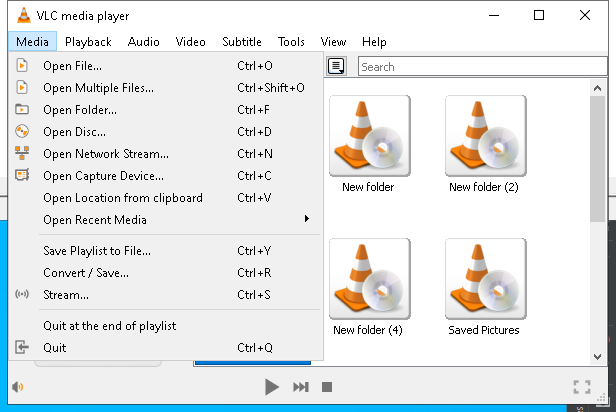 VLC media player
Media Playback Audio Video Subtitle Tools View Help
Open File... Ctrl+O
Open Multiple Files... Ctrl+Shift+O
Open Folder... Ctrl+F
Open Disc... Ctrl+D
Open Network Stream... Ctrl+N
Open Capture Device... Ctrl+C
Open Location from clipboard Ctrl+V
Open Recent Media
Save Playlist to File... Ctrl+Y
Convert / Save... Ctrl+R
Stream... Ctrl+S
Quit at the end of playlist
Quit Ctrl+Q
Search
New folder New folder (2)
New folder (4) Saved Pictures